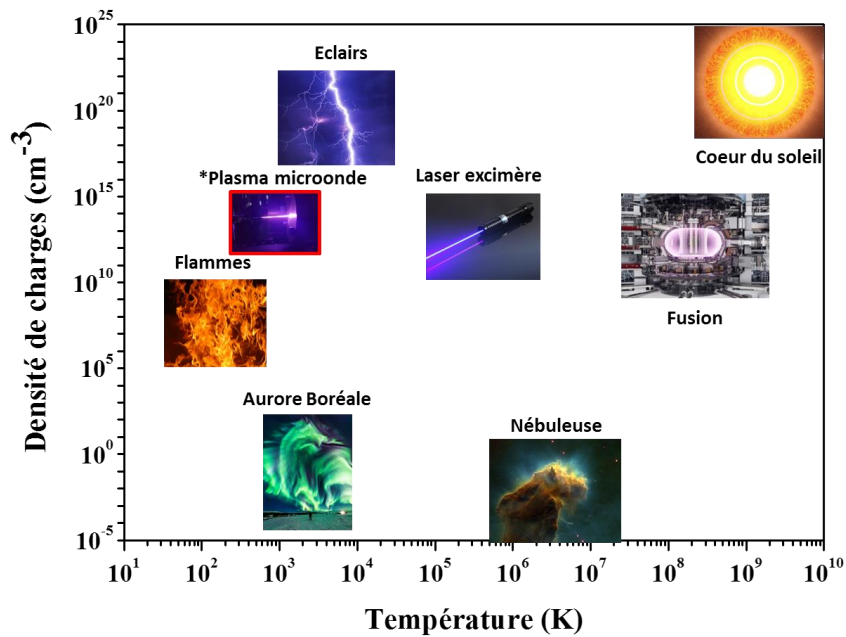 10^25
10^20
10^15
10^10
10^5
10^0
10^-5
Densité de charges (cm^-3)
Eclairs
*Plasma microonde
Flammes
Aurore Boréale
Laser excimère
Nébuleuse
Fusion
Coeur du soleil
10^1 10^2 10^3 10^4 10^5 10^6 10^7 10^8 10^9 10^10
Température (K)